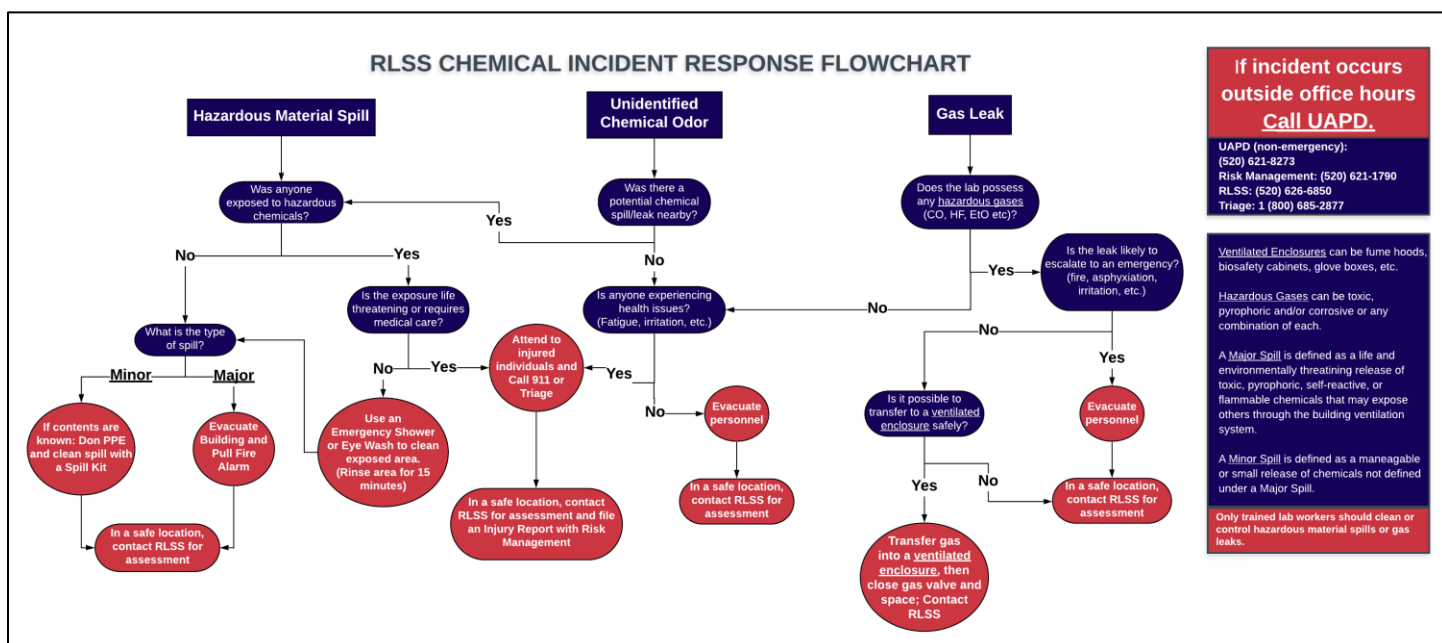 RLSS CHEMICAL INCIDENT RESPONSE FLOWCHART
Hazardous Material Spill
Unidentified
Chemical Odor
Gas Leak
Was anyone
exposed to hazardous
chemicals?
Yes
Was there a
potential chemical
spill/leak nearby?
Does the lab possess
any hazardous gases
(CO, HF, EtO etc)?
No
Yes
No
Yes
Is the leak likely to
escalate to an emergency?
(fire, asphyxiation,
irritation, etc.)
What is the type
of spill?
Is the exposure life
threatening or requires
medical care?
Is anyone experiencing
health issues?
(Fatigue, irritation, etc.)
No
No
Yes
Minor
Major
No
Yes
Attend to
injured
individuals and
Call 911 or
Triage
Yes
No
If contents are
known: Don PPE
and clean spill with
a Spill Kit
Evacuate
Building and
Pull Fire
Alarm
Use an
Emergency Shower
or Eye Wash to clean
exposed area.
(Rinse area for 15
minutes)
Evacuate
personnel
Is it possible to
transfer to a ventilated
enclosure safely?
Evacuate
personnel
Yes
No
In a safe location,
contact RLSS for
assessment
In a safe location, contact
RLSS for assessment and file
an Injury Report with Risk
Management
In a safe location,
contact RLSS for
assessment
In a safe location,
contact RLSS for
assessment
Transfer gas
into a ventilated
enclosure, then
close gas valve and
space; Contact
RLSS
If incident occurs
outside office hours
Call UAPD.
UAPD (non-emergency):
(520) 621-8273
Risk Management: (520) 621-1790
RLSS: (520) 626-6850
Triage: 1 (800) 685-2877
Ventilated Enclosures can be fume hoods,
biosafety cabinets, glove boxes, etc.
Hazardous Gases can be toxic,
pyrophoric and/or corrosive or any
combination of each.
A Major Spill is defined as a life and
environmentally threatining release of
toxic, pyrophoric, self-reactive, or
flammable chemicals that may expose
others through the building ventilation
system.
A Minor Spill is defined as a maneagable
or small release of chemicals not defined
under a Major Spill.
Only trained lab workers should clean or
control hazardous material spills or gas
leaks.